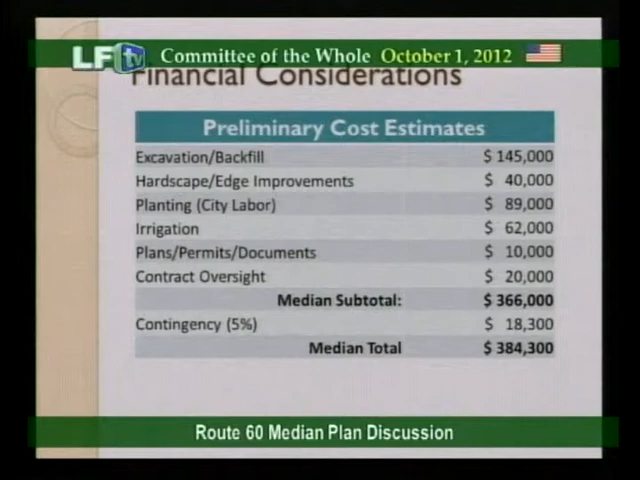 LF tv Committee of the Whole October 1, 2012
Financial Considerations
Preliminary Cost Estimates
Excavation/Backfill $ 145,000
Hardscape/Edge Improvements $ 40,000
Planting (City Labor) $ 89,000
Irrigation $ 62,000
Plans/Permits/Documents $ 10,000
Contract Oversight $ 20,000
Median Subtotal: $ 366,000
Contingency (5%) $ 18,300
Median Total $ 384,300
Route 60 Median Plan Discussion